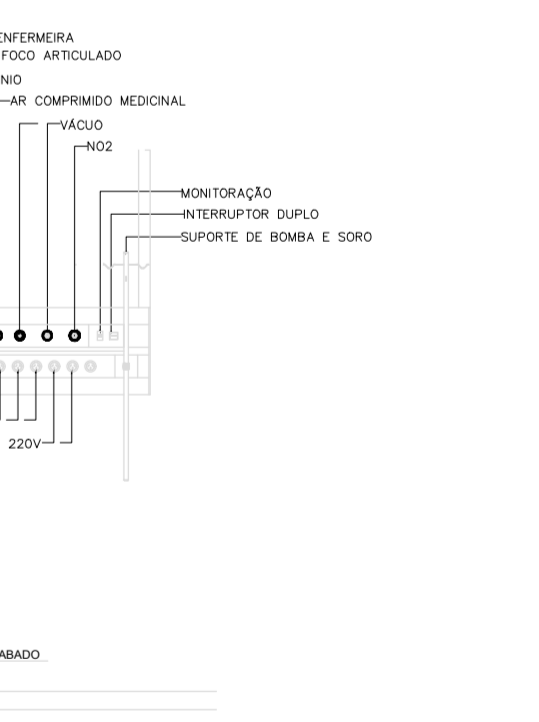 ENFERMEIRA
FOCO ARTICULADO
NIO
AR COMPRIMIDO MEDICINAL
VÁCUO
NO2
MONITORAÇÃO
INTERRUPTOR DUPLO
SUPORTE DE BOMBA E SORO
220V
ABADO